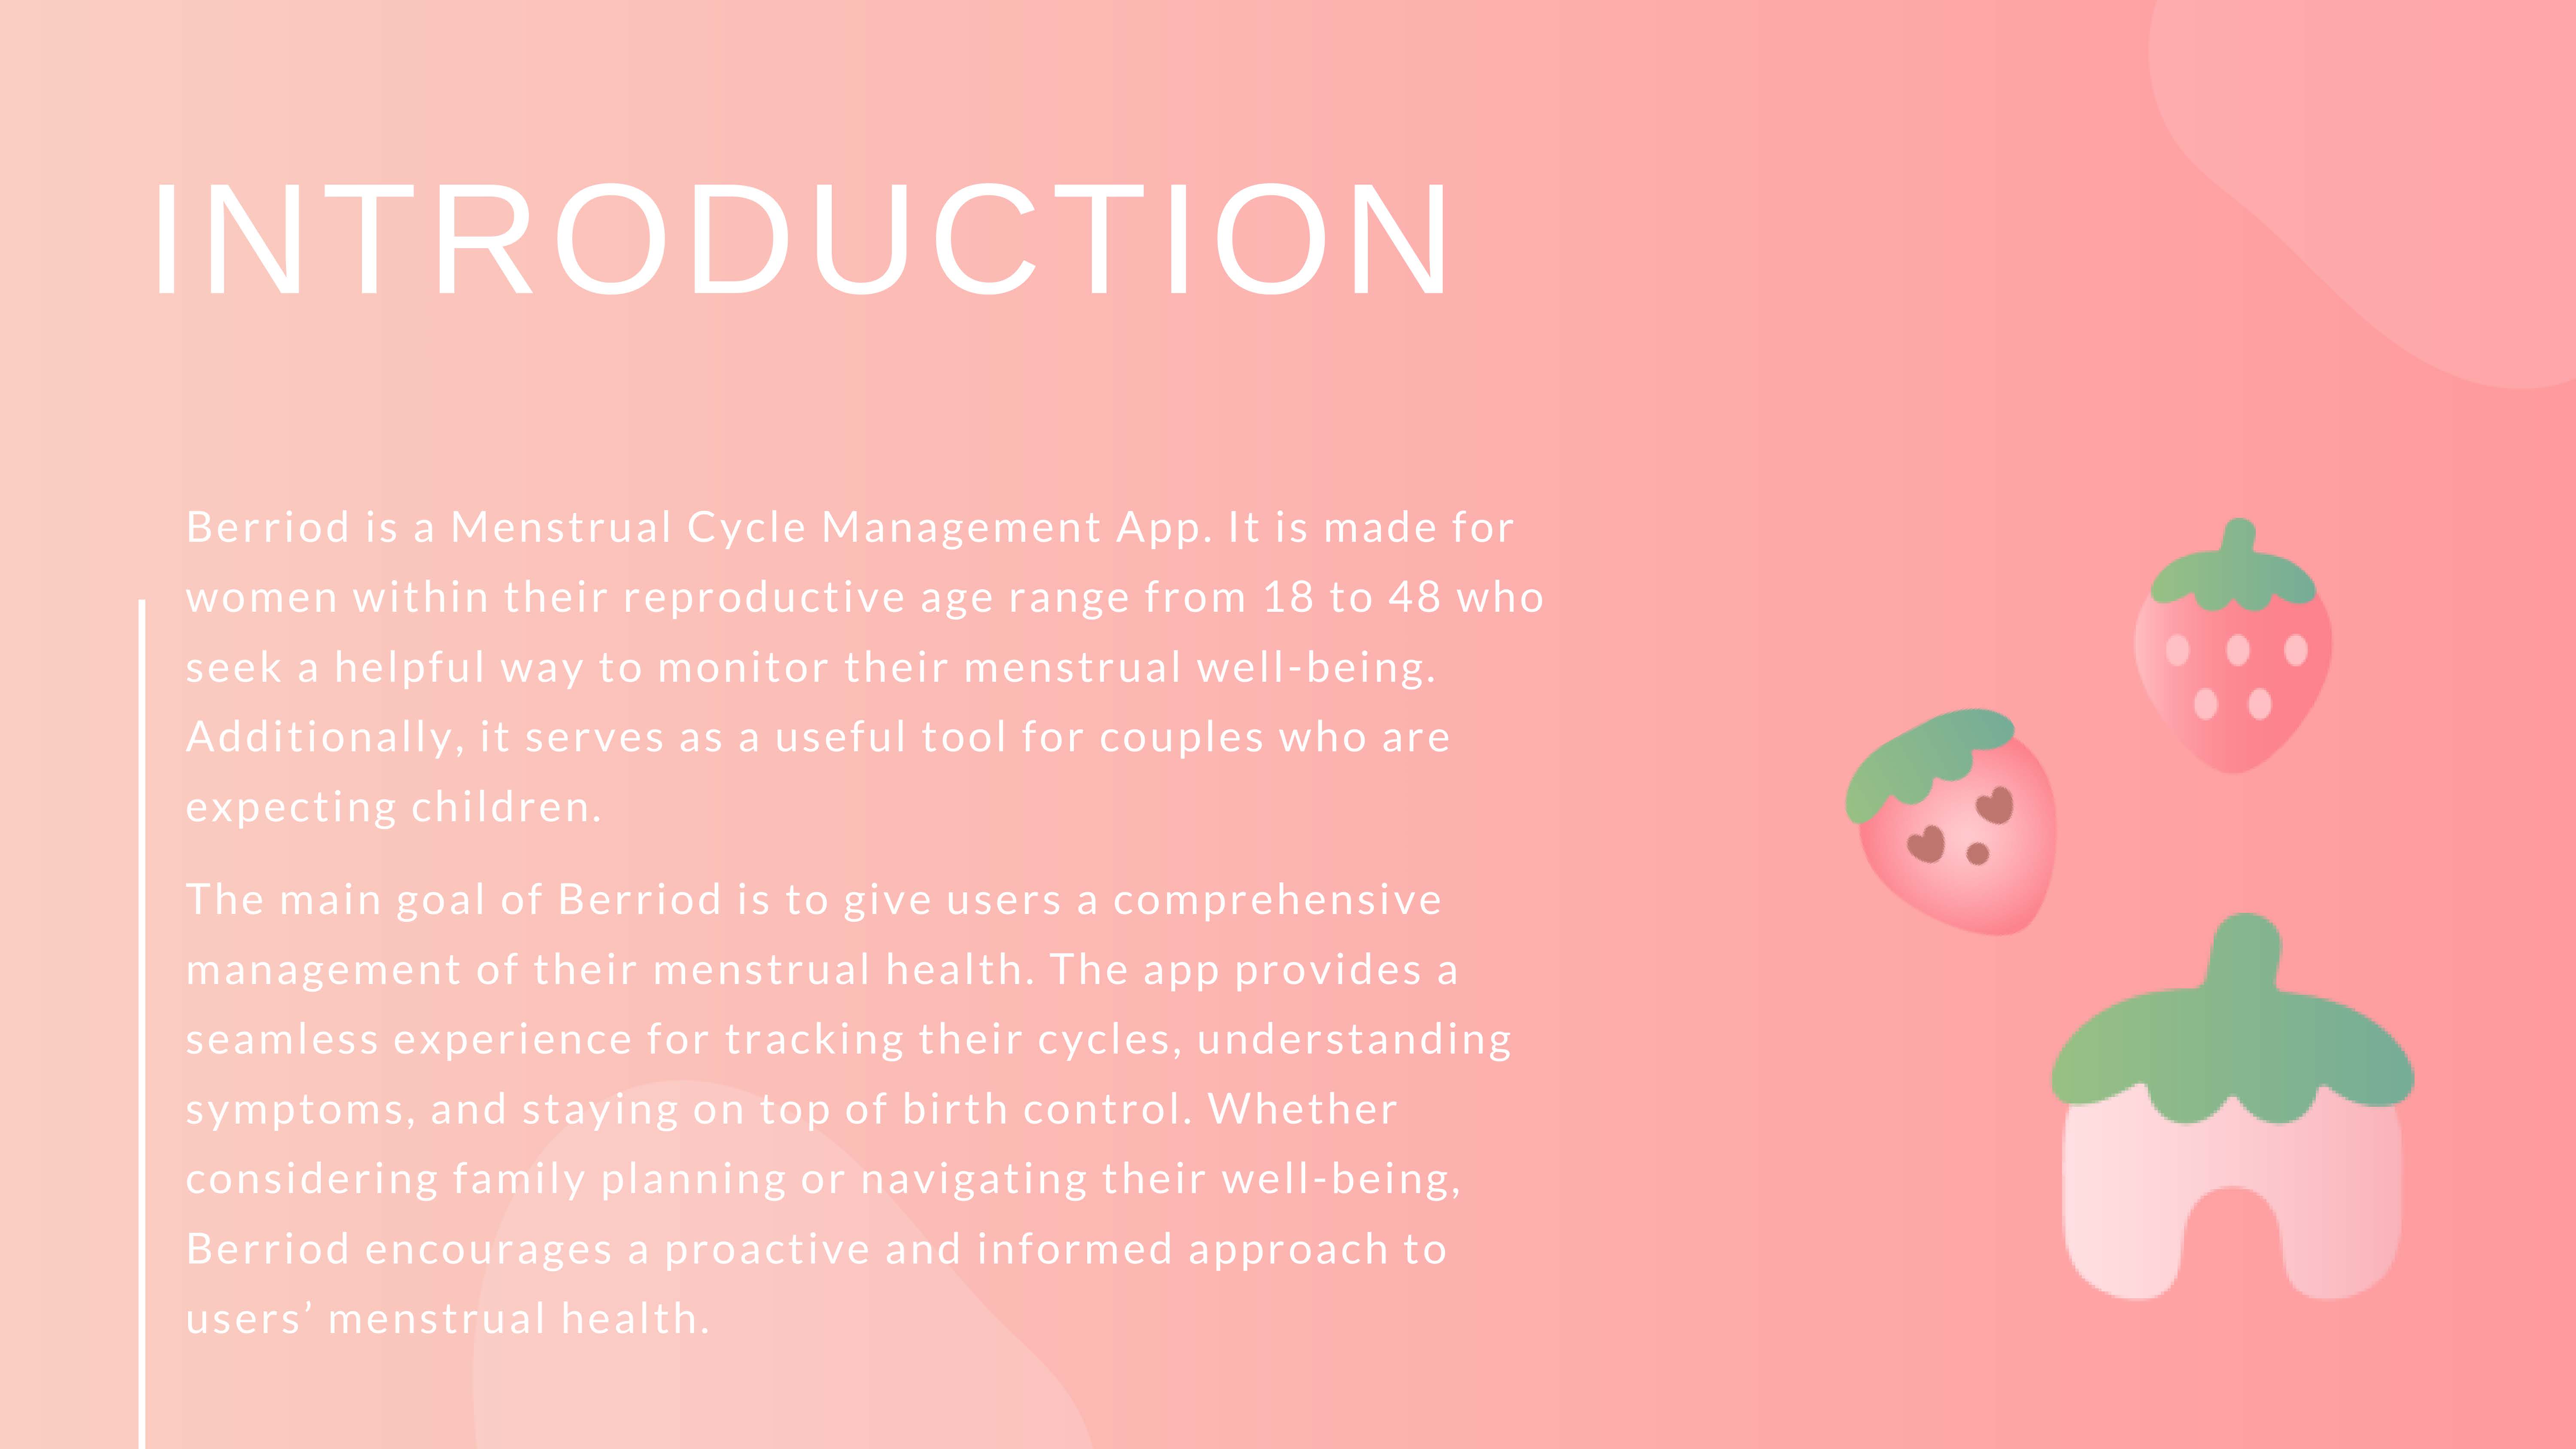 INTRODUCTION
Berriod is a Menstrual Cycle Management App. It is made for
women within their reproductive age range from 18 to 48 who
seek a helpful way to monitor their menstrual well-being.
Additionally, it serves as a useful tool for couples who are
expecting children.
The main goal of Berriod is to give users a comprehensive
management of their menstrual health. The app provides a
seamless experience for tracking their cycles, understanding
symptoms, and staying on top of birth control. Whether
considering family planning or navigating their well-being,
Berriod encourages a proactive and informed approach to
users’ menstrual health.